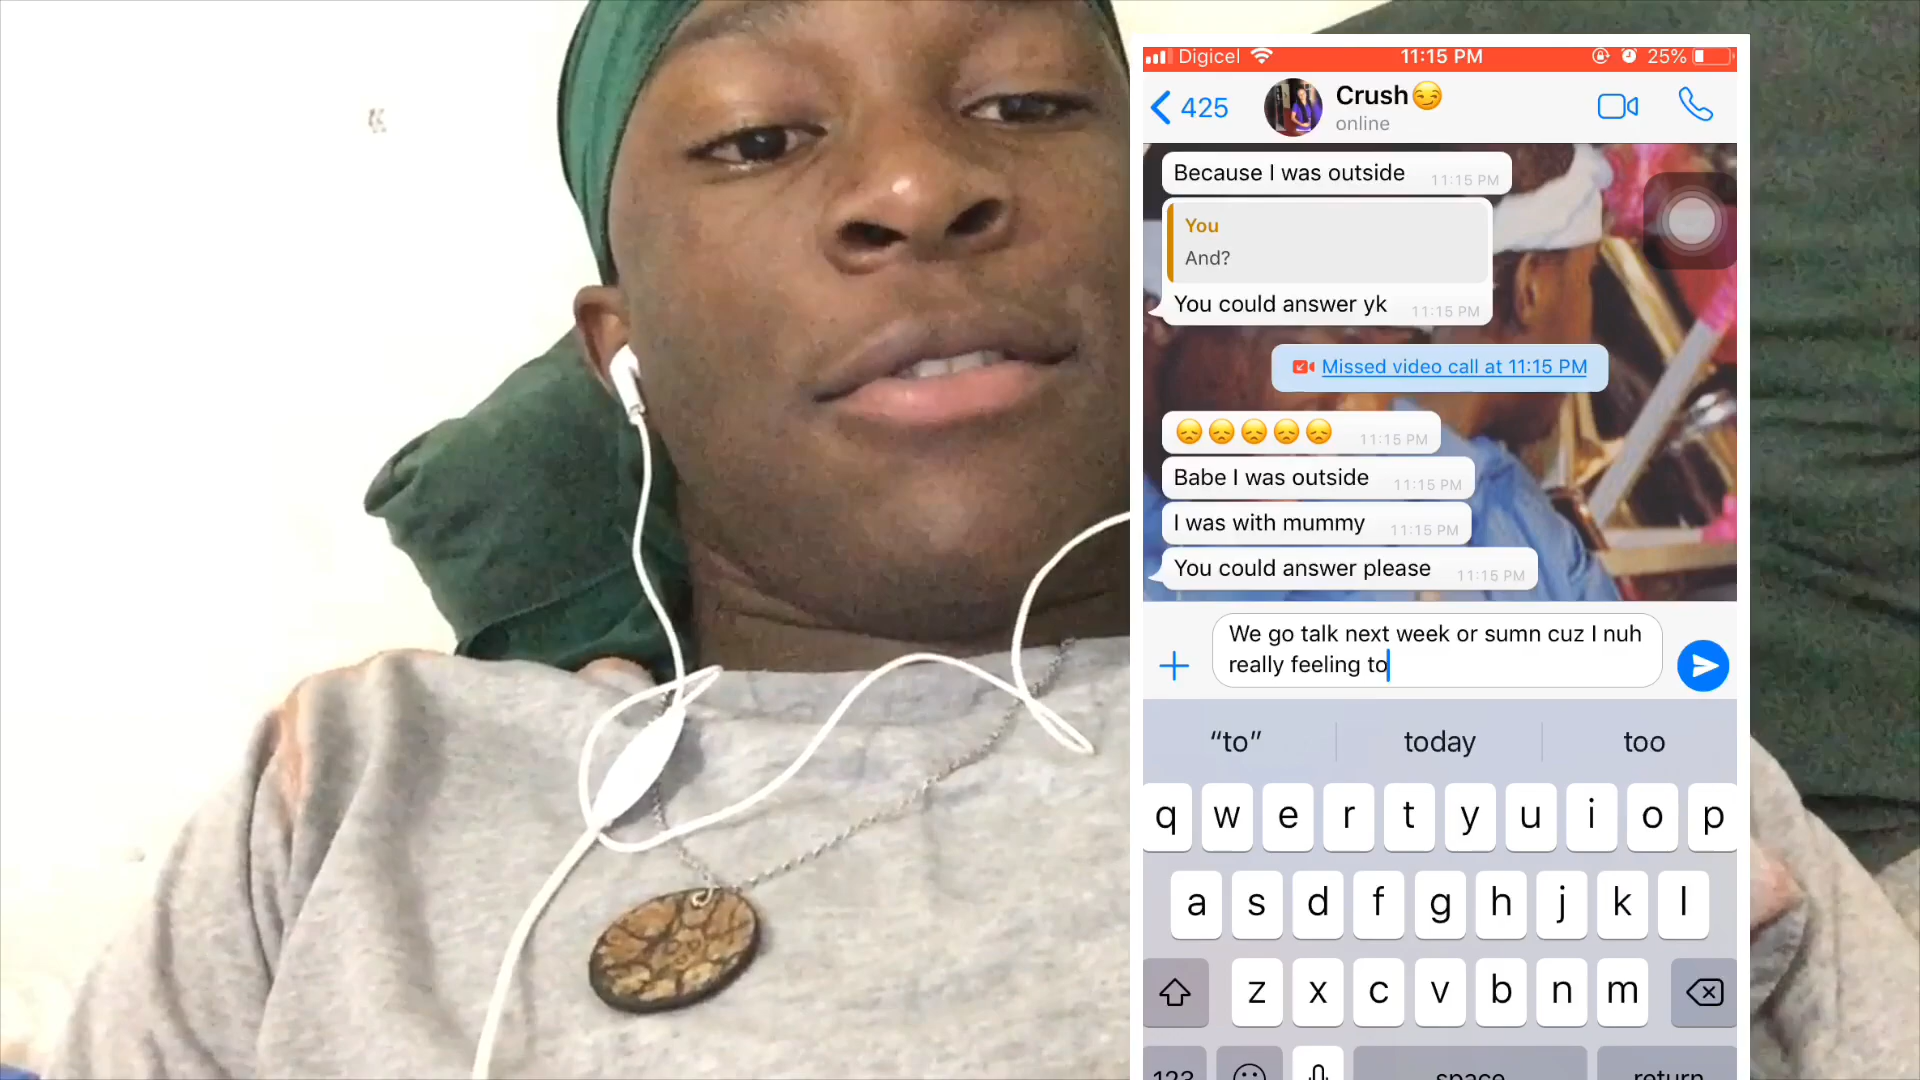 Digicel 11:15 PM 25%
425 Crush😏
online
Because I was outside 11:15 PM
You
And?
You could answer yk 11:15 PM
Missed video call at 11:15 PM
😞😞😞😞😞 11:15 PM
Babe I was outside 11:15 PM
I was with mummy 11:15 PM
You could answer please 11:15 PM
We go talk next week or sumn cuz I nuh
really feeling to
“to” today too
q w e r t y u i o p
a s d f g h j k l
z x c v b n m
123 space return